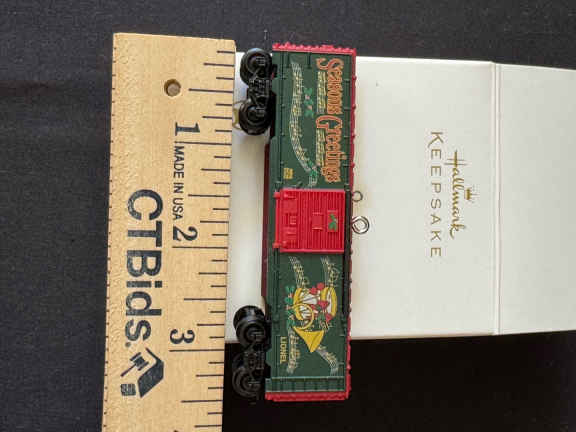 1
MADE IN USA
2
CTBids.
3
Seasons Greetings
LIONEL
Hallmark
KEEPSAKE